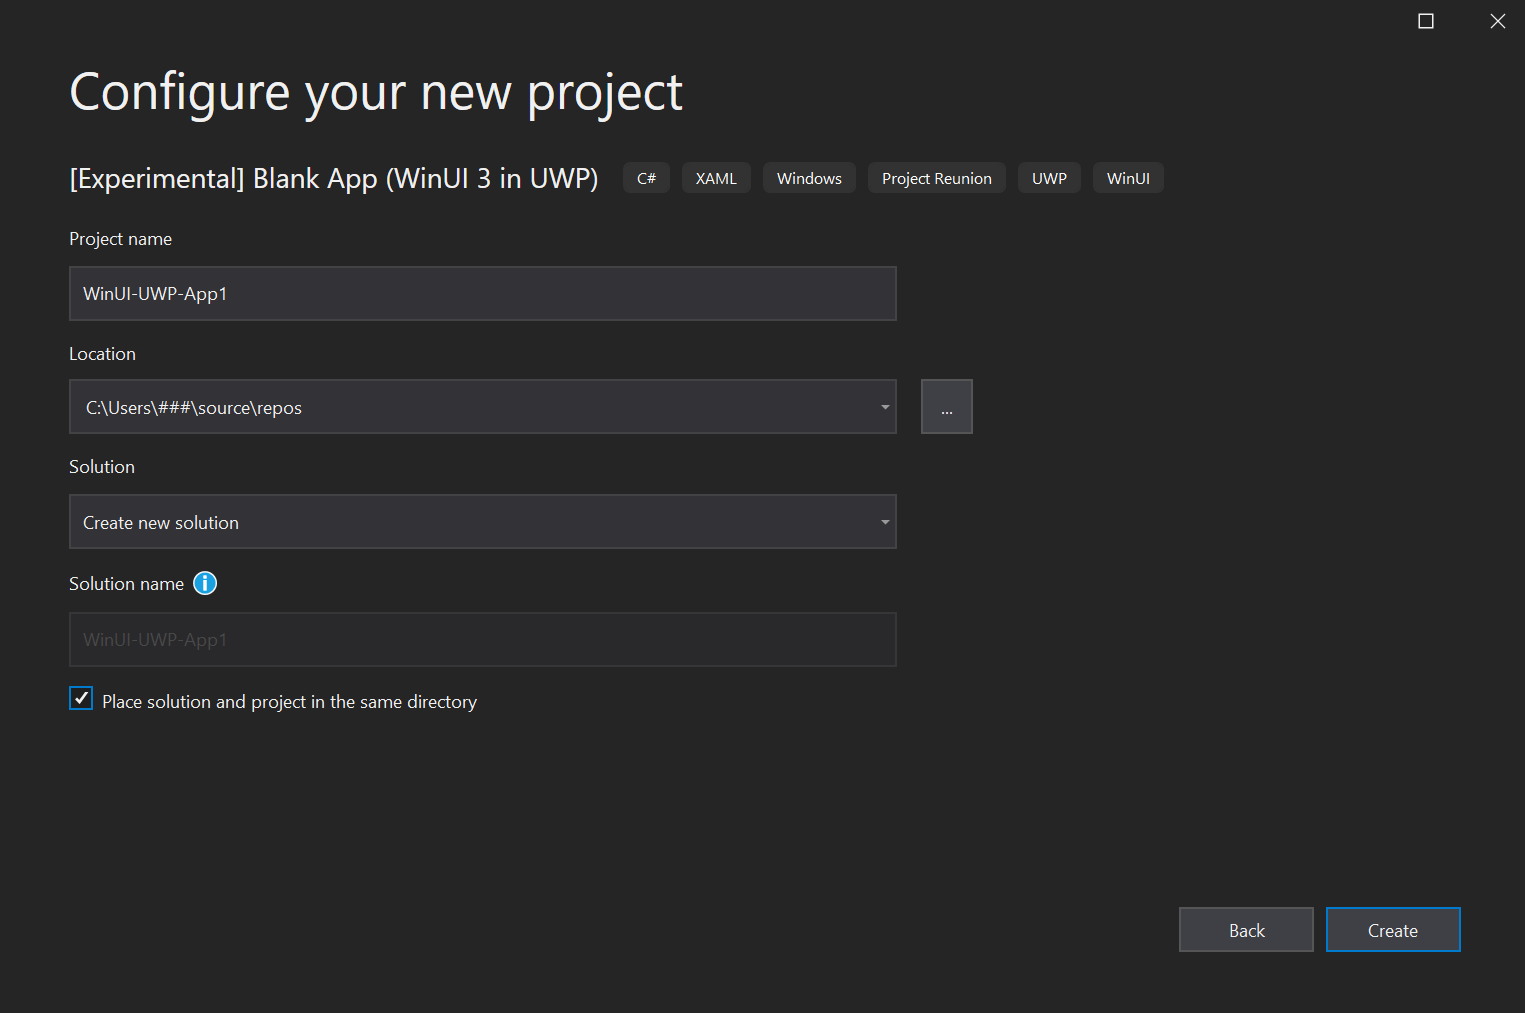 Configure your new project
[Experimental] Blank App (WinUI 3 in UWP) C# XAML Windows Project Reunion UWP WinUI
Project name
WinUI-UWP-App1
Location
C:\Users\###\source\repos
...
Solution
Create new solution
Solution name
WinUI-UWP-App1
Place solution and project in the same directory
Back Create